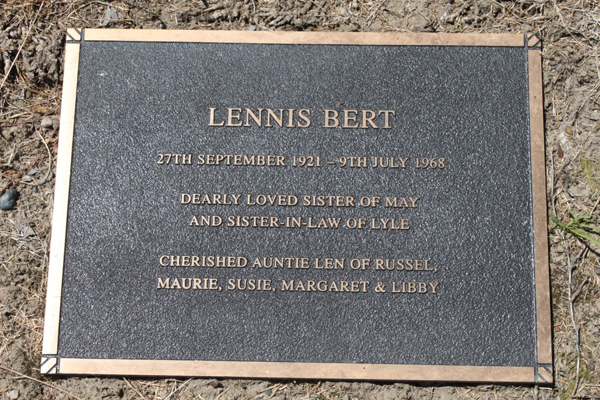 LENNIS BERT
27TH SEPTEMBER 1921 – 9TH JULY 1968
DEARLY LOVED SISTER OF MAY
AND SISTER-IN-LAW OF LYLE
CHERISHED AUNTIE LEN OF RUSSEL,
MAURIE, SUSIE, MARGARET & LIBBY